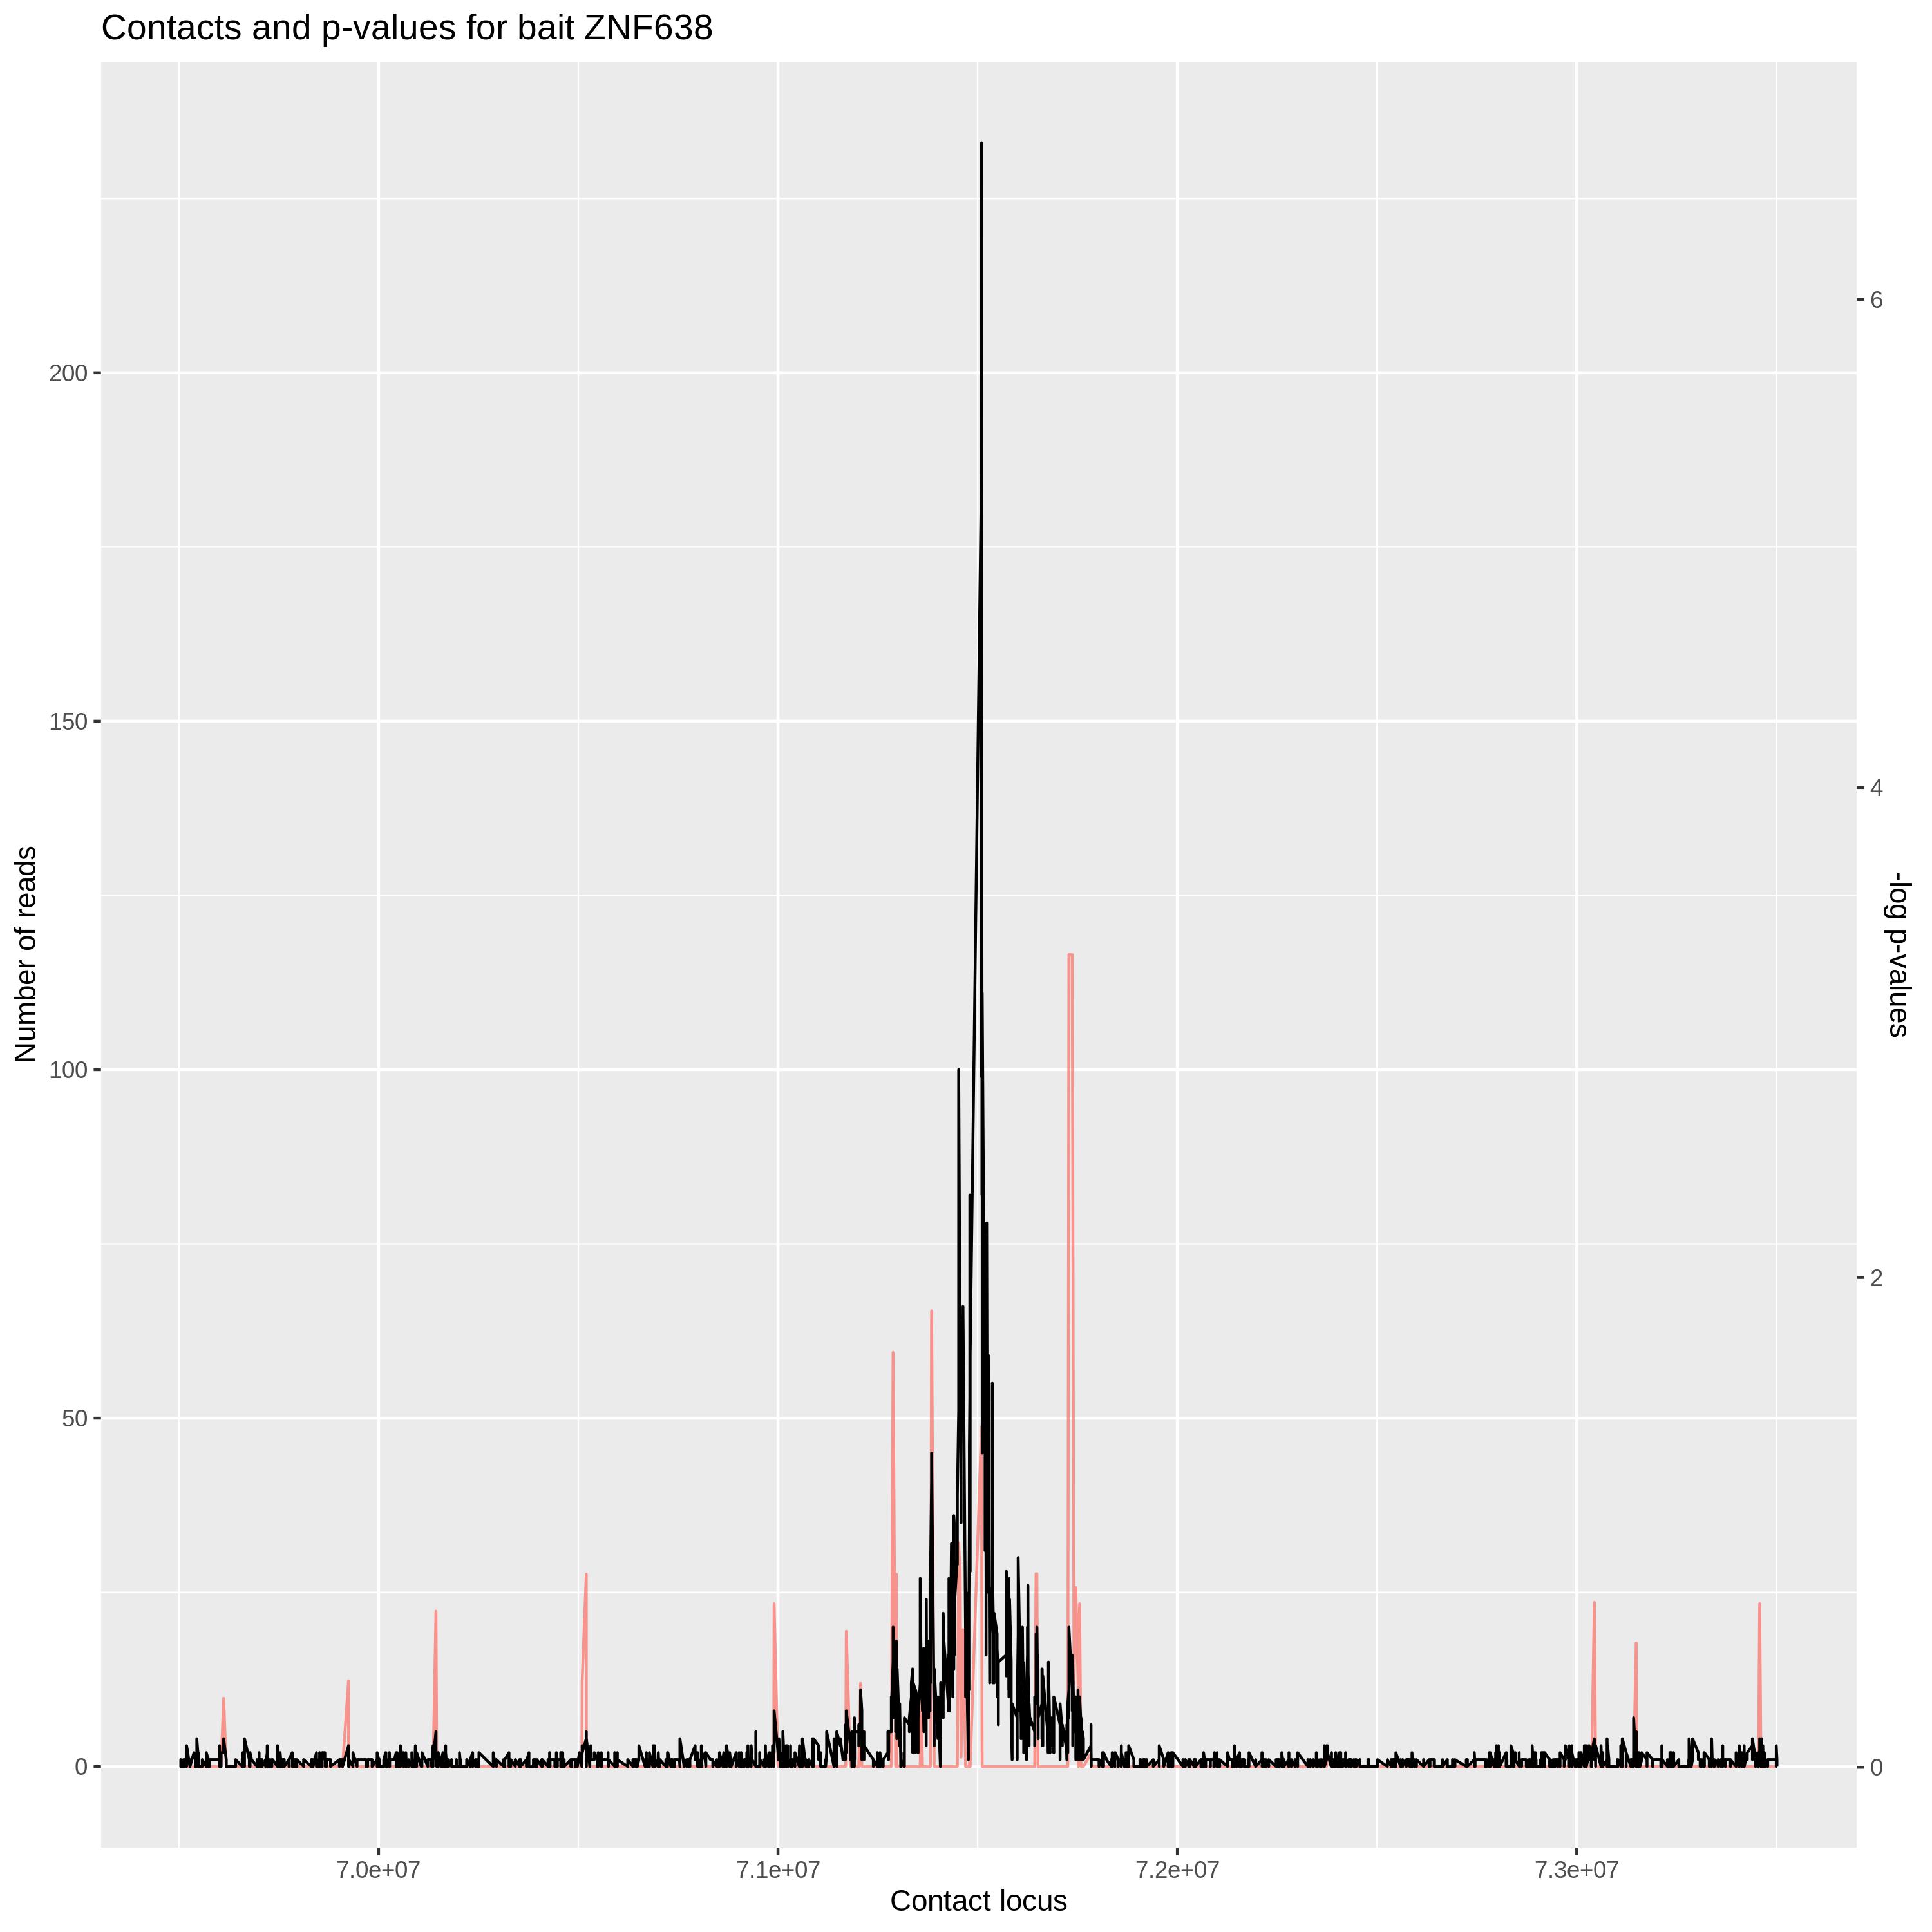 Contacts and p-values for bait ZNF638
6
200
4
150
Number of reads
-log p-values
100
2
50
0
0
7.0e+07
7.1e+07
7.2e+07
7.3e+07
Contact locus